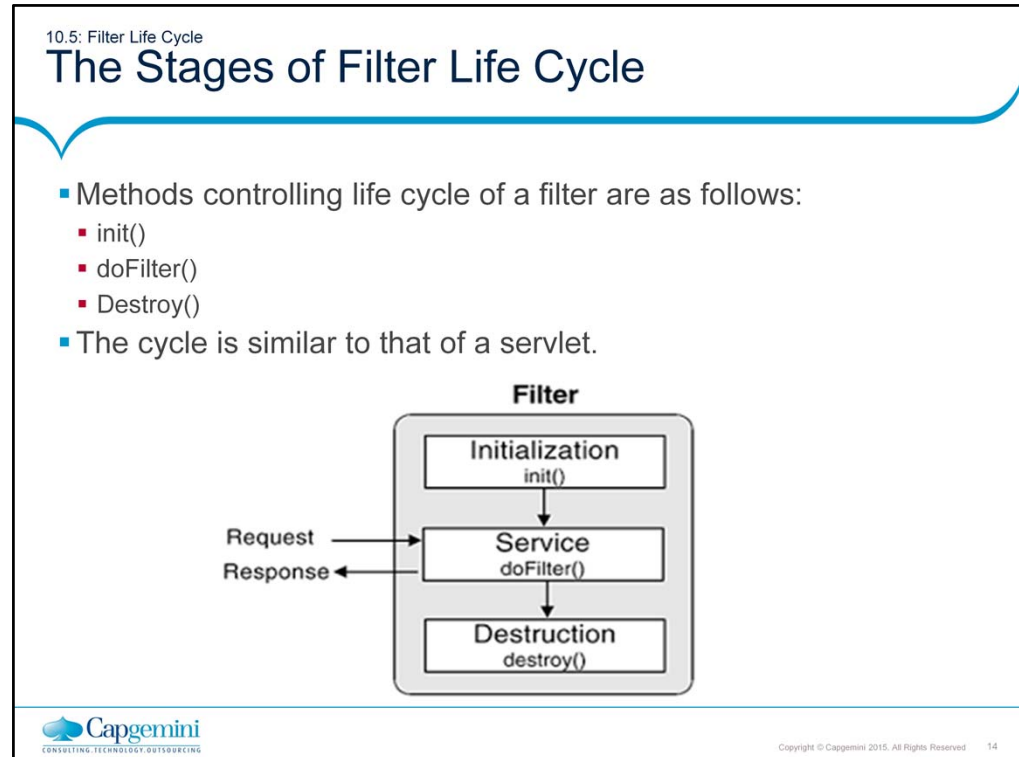 10.5: Filter Life Cycle
The Stages of Filter Life Cycle
Methods controlling life cycle of a filter are as follows:
init()
doFilter()
Destroy()
The cycle is similar to that of a servlet.
Filter
Initialization
init()
Request
Response
Service
doFilter()
Destruction
destroy()
Capgemini
CONSULTING.TECHNOLOGY.OUTSOURCING
Copyright © Capgemini 2015. All Rights Reserved 14